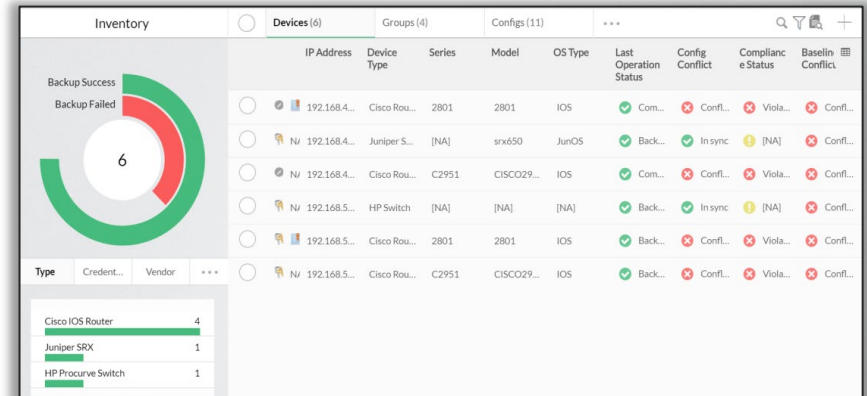 Inventory
Devices (6) Groups (4) Configs (11) ...
Backup Success
Backup Failed
6
IP Address Device Type Series Model OS Type Last Operation Status Config Conflict Complianc e Status Baseline Conflict
192.168.4... Cisco Rou... 2801 2801 IOS Com... Confl... Viola... Confl...
NA 192.168.4... Juniper S... [NA] srx650 JunOS Back... In sync [NA] Confl...
NA 192.168.4... Cisco Rou... C2951 CISCO29... IOS Com... Confl... Viola... Confl...
NA 192.168.5... HP Switch [NA] [NA] [NA] Back... In sync [NA] Confl...
192.168.5... Cisco Rou... 2801 2801 IOS Back... Confl... Viola... Confl...
NA 192.168.5... Cisco Rou... C2951 CISCO29... IOS Back... Confl... Viola... Confl...
Type Credent... Vendor ...
Cisco IOS Router 4
Juniper SRX 1
HP Procurve Switch 1